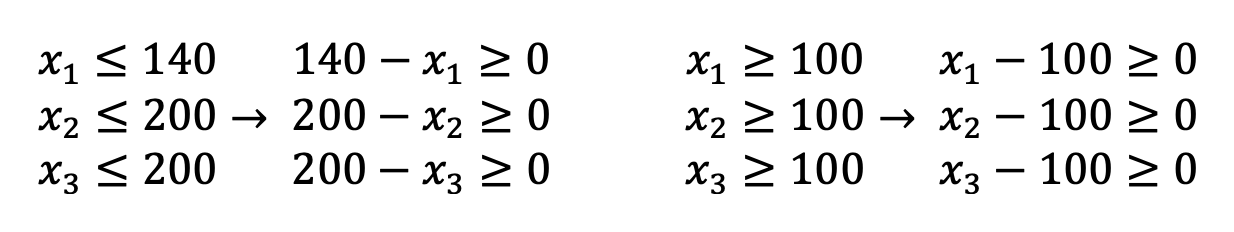 x₁ ≤ 140 140 − x₁ ≥ 0 x₁ ≥ 100 x₁ − 100 ≥ 0
x₂ ≤ 200 → 200 − x₂ ≥ 0 x₂ ≥ 100 → x₂ − 100 ≥ 0
x₃ ≤ 200 200 − x₃ ≥ 0 x₃ ≥ 100 x₃ − 100 ≥ 0